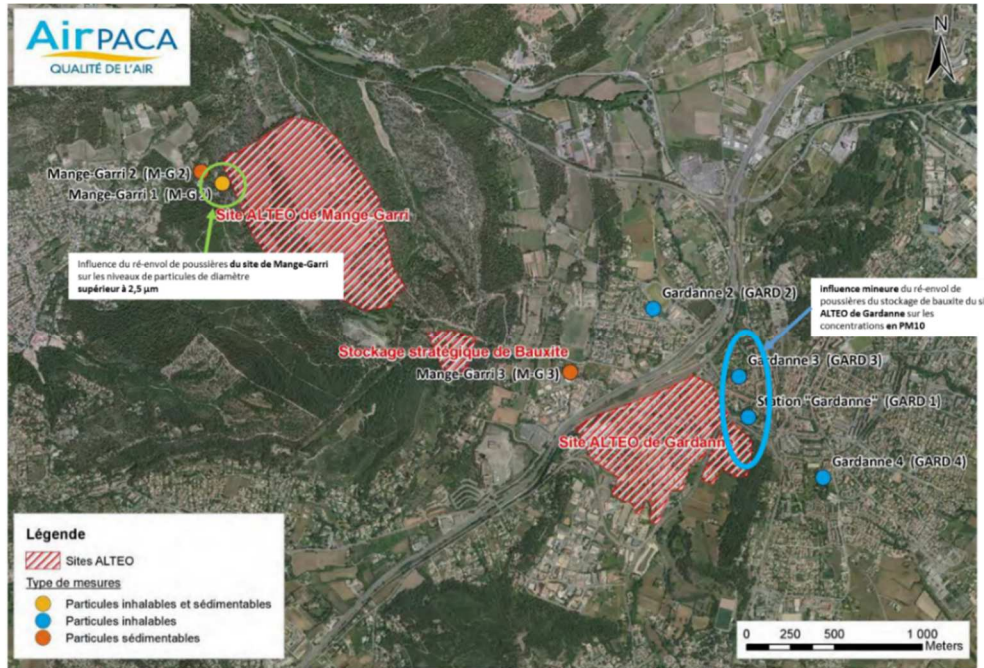 AirPACA
QUALITÉ DE L'AIR
N
Mange-Garri 2 (M-G 2)
Mange-Garri 1 (M-G
Site ALTEO de Mange-Garri
Influence du ré-envol de poussières du site de Mange-Garri
sur les niveaux de particules de diamètre
supérieur à 2,5 µm
Gardanne 2 (GARD 2)
influence mineure du ré-envol de
poussières du stockage de bauxite du si
ALTEO de Gardanne sur les
concentrations en PM10
Stockage stratégique de Bauxite
Mange-Garri 3 (M-G 3)
Gardanne 3 (GARD 3)
Station "Gardanne" (GARD 1)
Site ALTEO de Gardann
Gardanne 4 (GARD 4)
Légende
Sites ALTEO
Type de mesures
Particules inhalables et sédimentables
Particules inhalables
Particules sédimentables
0 250 500 1 000
Meters